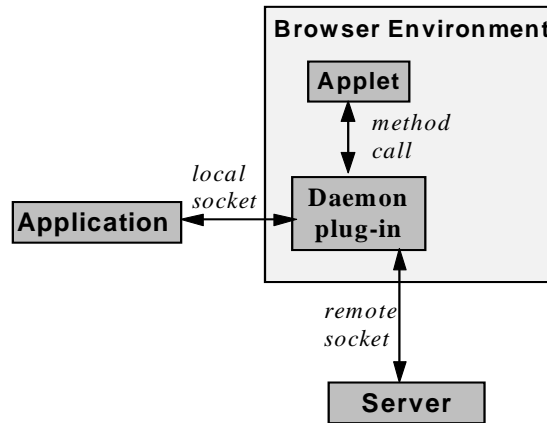 Browser Environment
Applet
method
call
local
socket
Application
Daemon
plug-in
remote
socket
Server